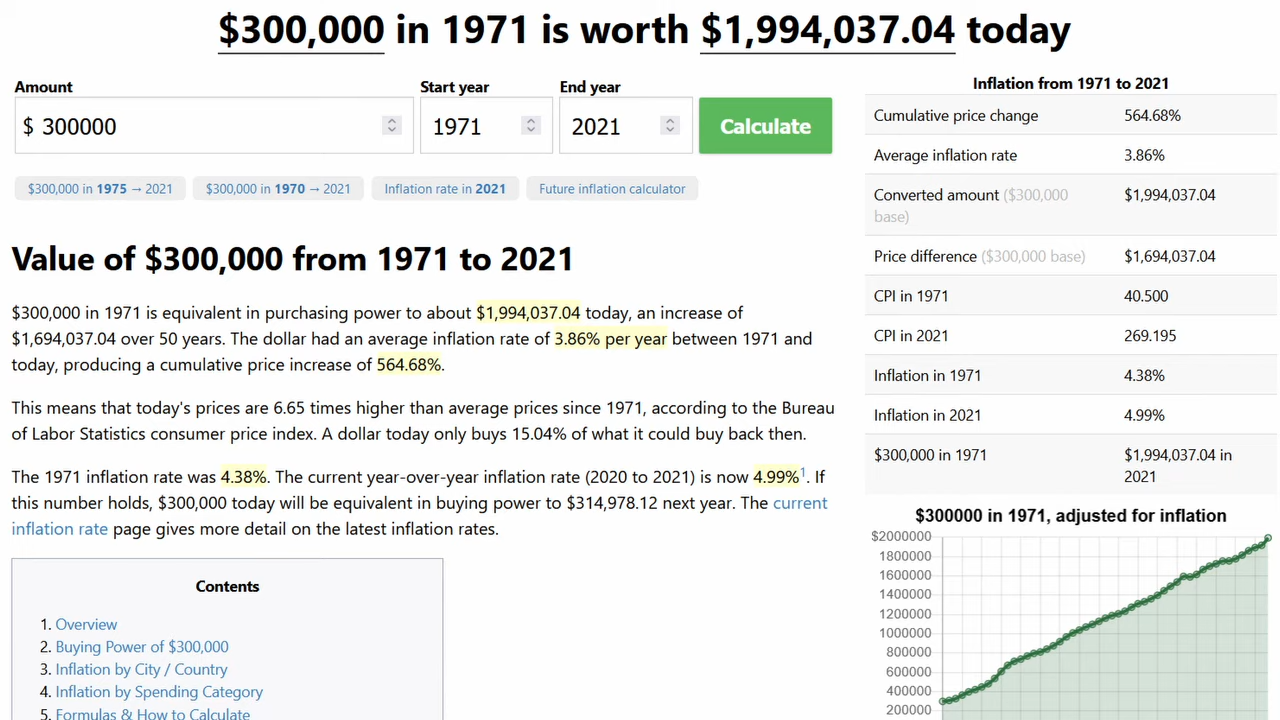 $300,000 in 1971 is worth $1,994,037.04 today
Amount
Start year
End year
$ 300000
1971
2021
Calculate
$300,000 in 1975 → 2021
$300,000 in 1970 → 2021
Inflation rate in 2021
Future inflation calculator
Value of $300,000 from 1971 to 2021
$300,000 in 1971 is equivalent in purchasing power to about $1,994,037.04 today, an increase of
$1,694,037.04 over 50 years. The dollar had an average inflation rate of 3.86% per year between 1971 and
today, producing a cumulative price increase of 564.68%.
This means that today's prices are 6.65 times higher than average prices since 1971, according to the Bureau
of Labor Statistics consumer price index. A dollar today only buys 15.04% of what it could buy back then.
The 1971 inflation rate was 4.38%. The current year-over-year inflation rate (2020 to 2021) is now 4.99%1. If
this number holds, $300,000 today will be equivalent in buying power to $314,978.12 next year. The current
inflation rate page gives more detail on the latest inflation rates.
Contents
1. Overview
2. Buying Power of $300,000
3. Inflation by City / Country
4. Inflation by Spending Category
5. Formulas & How to Calculate
Inflation from 1971 to 2021
Cumulative price change 564.68%
Average inflation rate 3.86%
Converted amount ($300,000 $1,994,037.04
base)
Price difference ($300,000 base) $1,694,037.04
CPI in 1971 40.500
CPI in 2021 269.195
Inflation in 1971 4.38%
Inflation in 2021 4.99%
$300,000 in 1971 $1,994,037.04 in
2021
$300000 in 1971, adjusted for inflation
$2000000
1800000
1600000
1400000
1200000
1000000
800000
600000
400000
200000